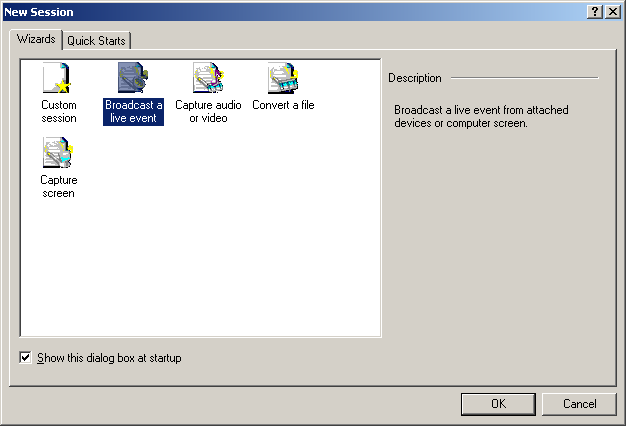 New Session
Wizards
Quick Starts
Custom session
Broadcast a live event
Capture audio or video
Convert a file
Capture screen
Description
Broadcast a live event from attached
devices or computer screen.
Show this dialog box at startup
OK
Cancel